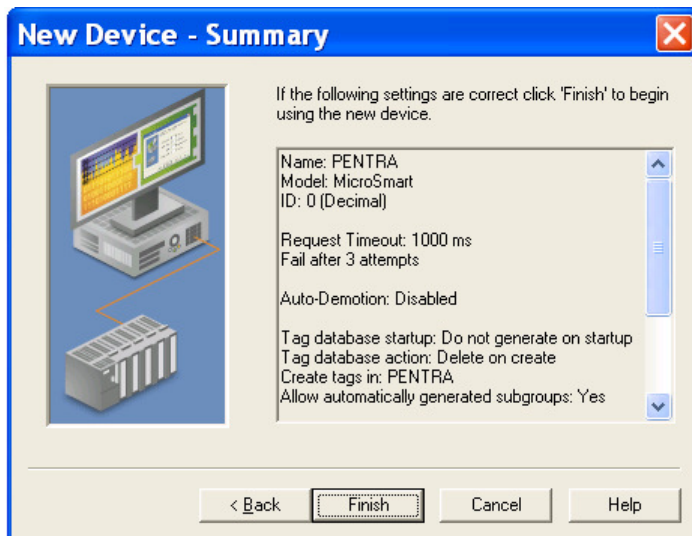 New Device - Summary
If the following settings are correct click 'Finish' to begin
using the new device.
Name: PENTRA
Model: MicroSmart
ID: 0 (Decimal)
Request Timeout: 1000 ms
Fail after 3 attempts
Auto-Demotion: Disabled
Tag database startup: Do not generate on startup
Tag database action: Delete on create
Create tags in: PENTRA
Allow automatically generated subgroups: Yes
< Back
Finish
Cancel
Help